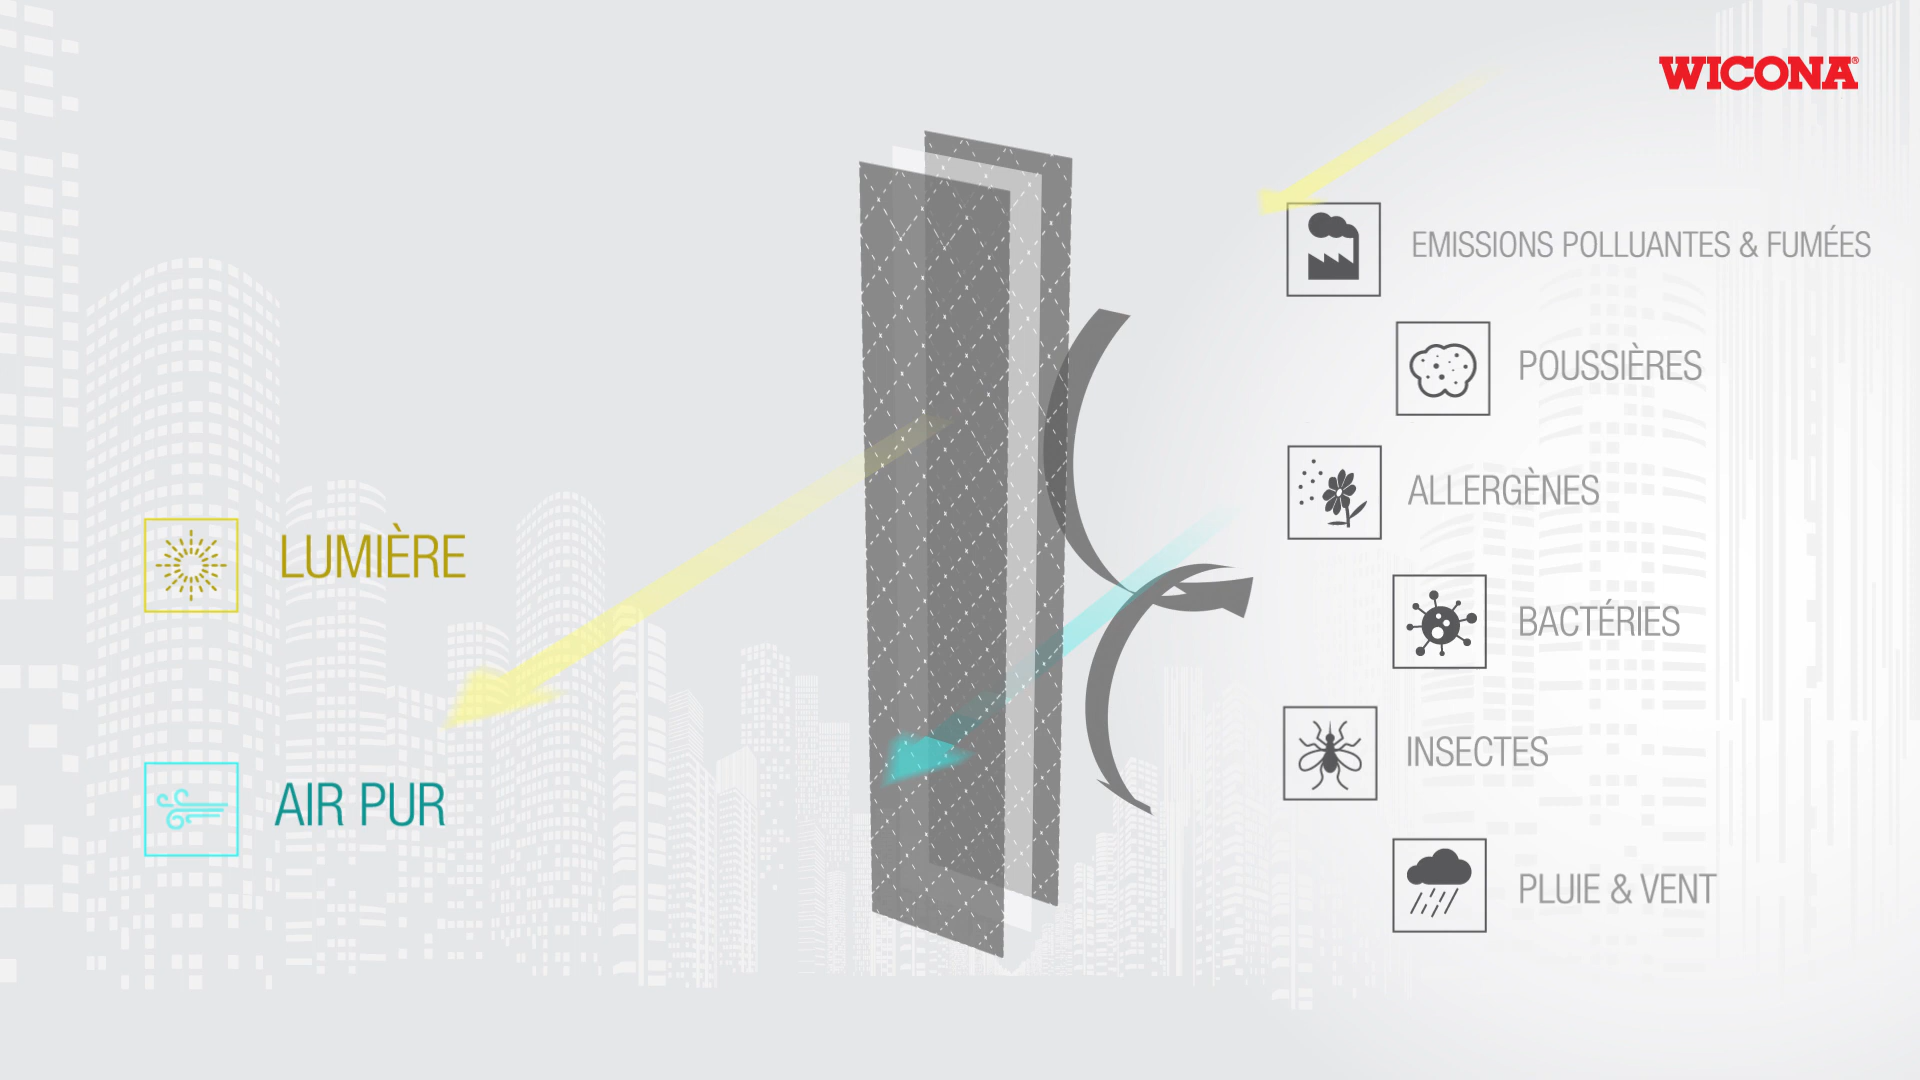 WICONA®
EMISSIONS POLLUANTES & FUMÉES
POUSSIÈRES
ALLERGÈNES
LUMIÈRE
BACTÉRIES
INSECTES
AIR PUR
PLUIE & VENT